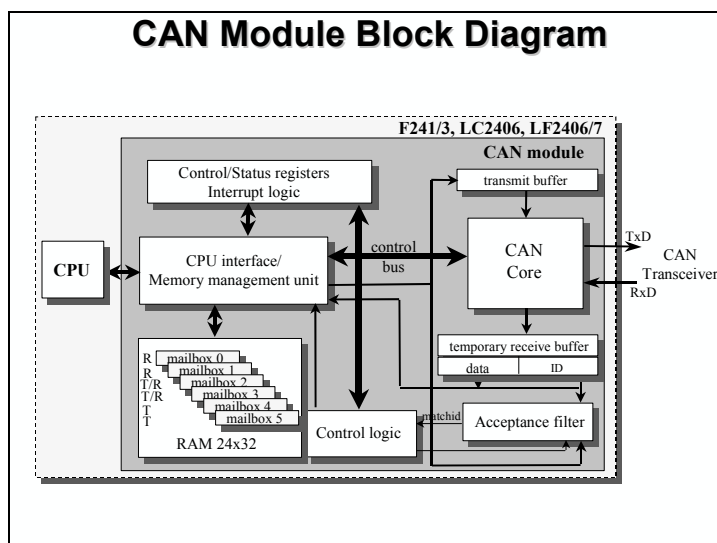 CAN Module Block Diagram
F241/3, LC2406, LF2406/7
CAN module
Control/Status registers
Interrupt logic
transmit buffer
CPU
CPU interface/
Memory management unit
control
bus
CAN
Core
TxD
CAN
Transceiver
RxD
temporary receive buffer
data
ID
R mailbox 0
R mailbox 1
T/R mailbox 2
T/R mailbox 3
T mailbox 4
T mailbox 5
RAM 24x32
Control logic
matchid
Acceptance filter